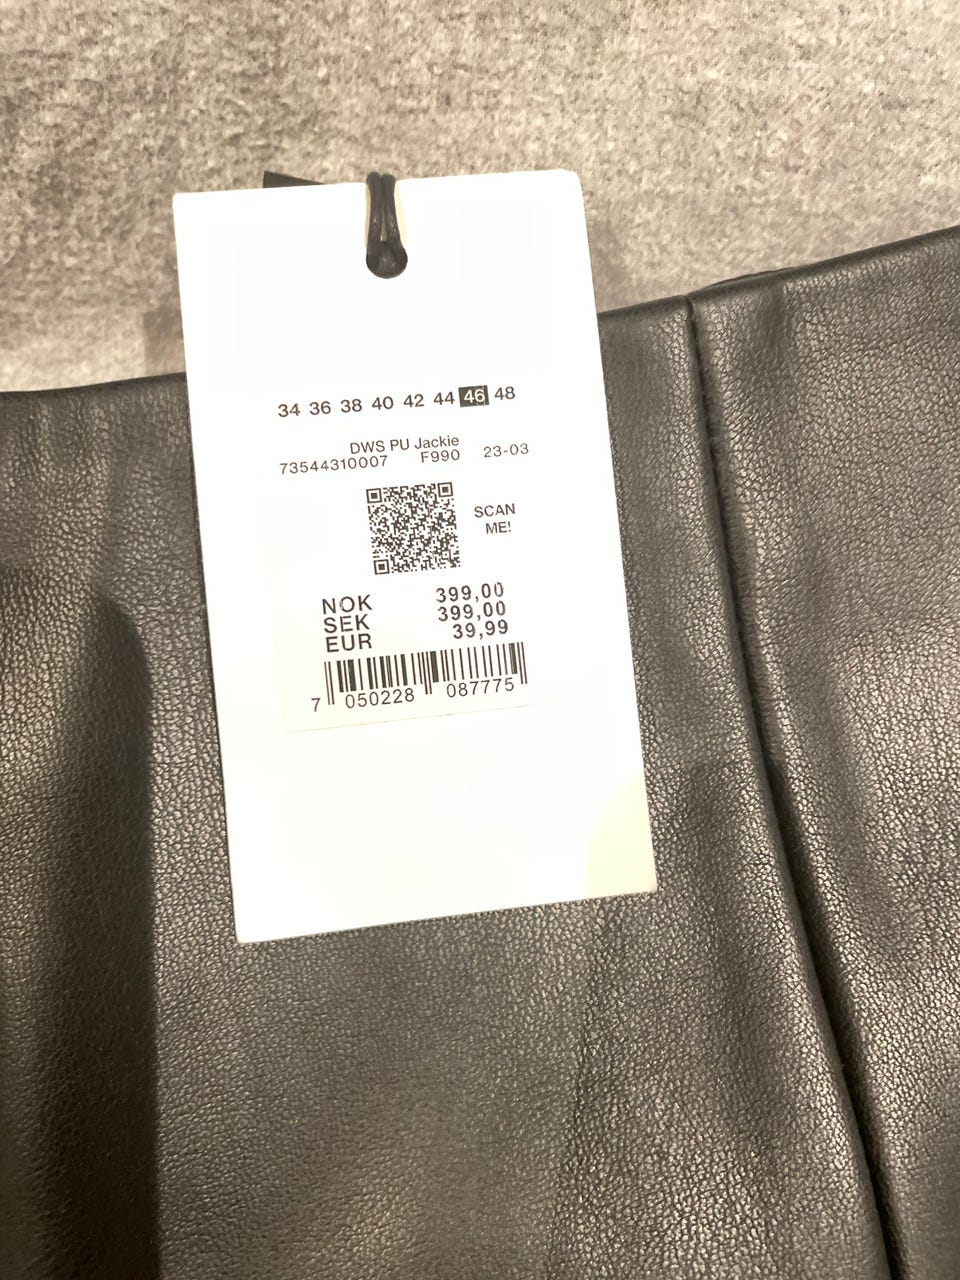 34 36 38 40 42 44 46 48
DWS PU Jackie
73544310007 F990 23-03
SCAN
ME!
NOK 399,00
SEK 399,00
EUR 39,99
7 050228 087775